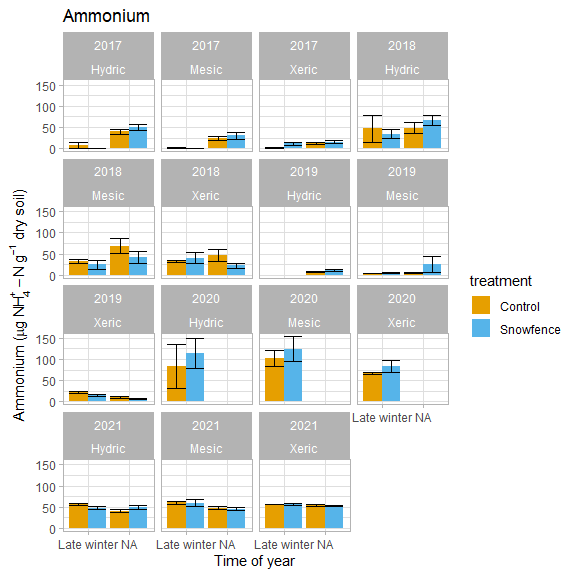 Ammonium
2017 2017 2017 2018
Hydric Mesic Xeric Hydric
150
100
50
0
2018 2018 2019 2019
Mesic Xeric Hydric Mesic
150
100
50
0
2019 2020 2020 2020
Xeric Hydric Mesic Xeric
150
100
50
0
Late winter NA
2021 2021 2021
Hydric Mesic Xeric
150
100
50
0
Late winter NA Late winter NA Late winter NA
Time of year
Ammonium (μg NH₄⁺ − N g⁻¹ dry soil)
treatment
Control
Snowfence